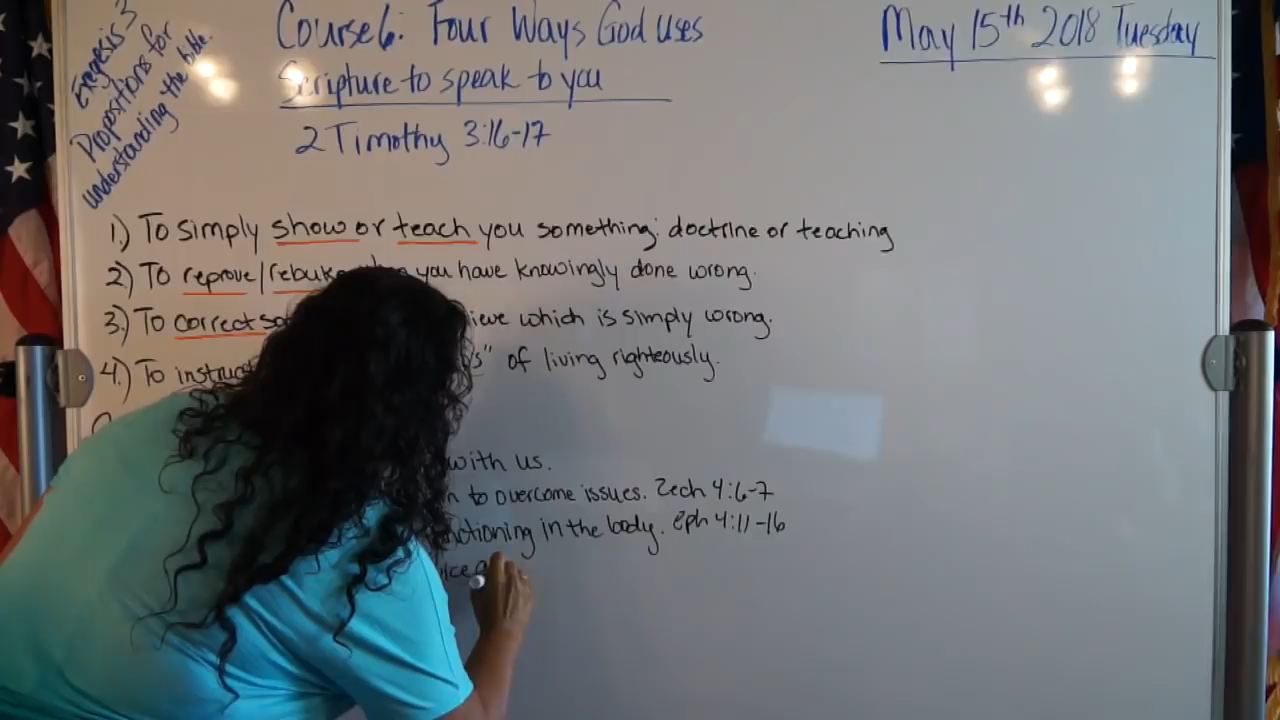 Exegesis 3
Propositions for
understanding the bible.
Course 6: Four Ways God uses
Scripture to speak to you
2 Timothy 3:16-17
May 15th 2018 Tuesday
1.) To simply show or teach you something: doctrine or teaching
2.) To reprove/rebuke you have knowingly done wrong.
3.) To correct which is simply wrong.
4.) To instruct of living righteously.
with us.
to overcome issues. Zech 4:6-7
in the body. eph 4:11-16